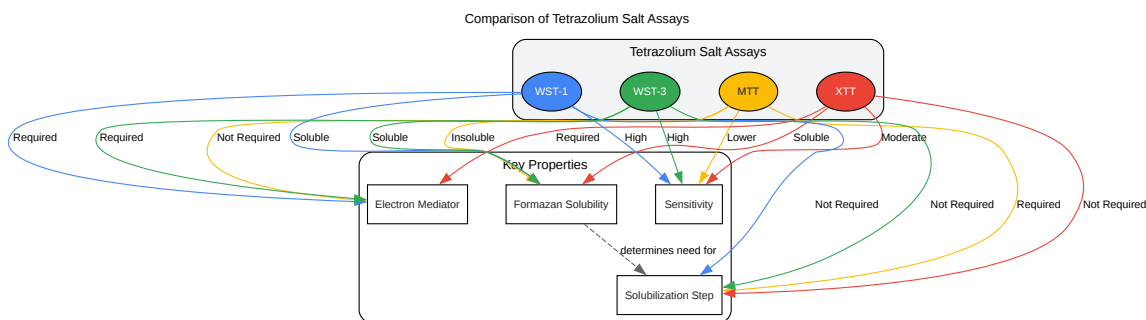 Comparison of Tetrazolium Salt Assays
Tetrazolium Salt Assays
WST-1
WST-3
MTT
XTT
Required
Required
Not Required
Soluble
Soluble
Insoluble
Required
High
High
Lower
Soluble
Moderate
Key Properties
Electron Mediator
Formazan Solubility
Sensitivity
Not Required
Not Required
Required
Not Required
determines need for
Solubilization Step